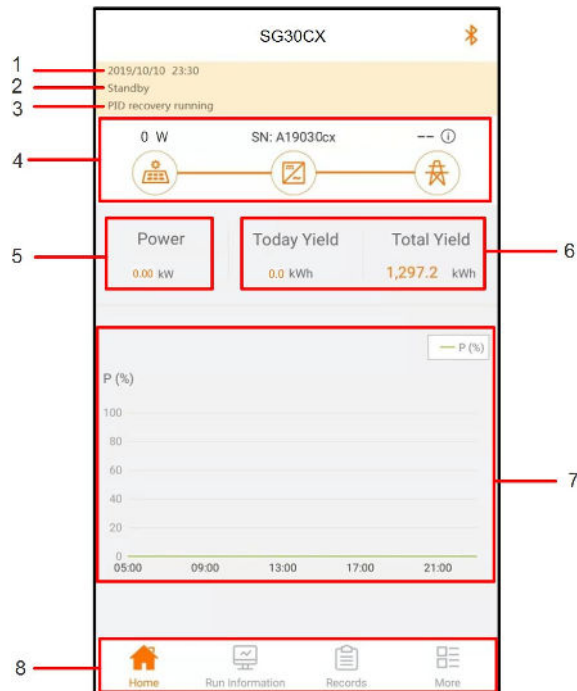 SG30CX
1
2019/10/10 23:30
2
Standby
3
PID recovery running
4
0 W SN: A19030cx -- i
5
Power Today Yield Total Yield
6
0.00 kW 0.0 kWh 1,297.2 kWh
7
P (%)
P (%)
100
80
60
40
20
0
05:00 09:00 13:00 17:00 21:00
8
Home Run Information Records More